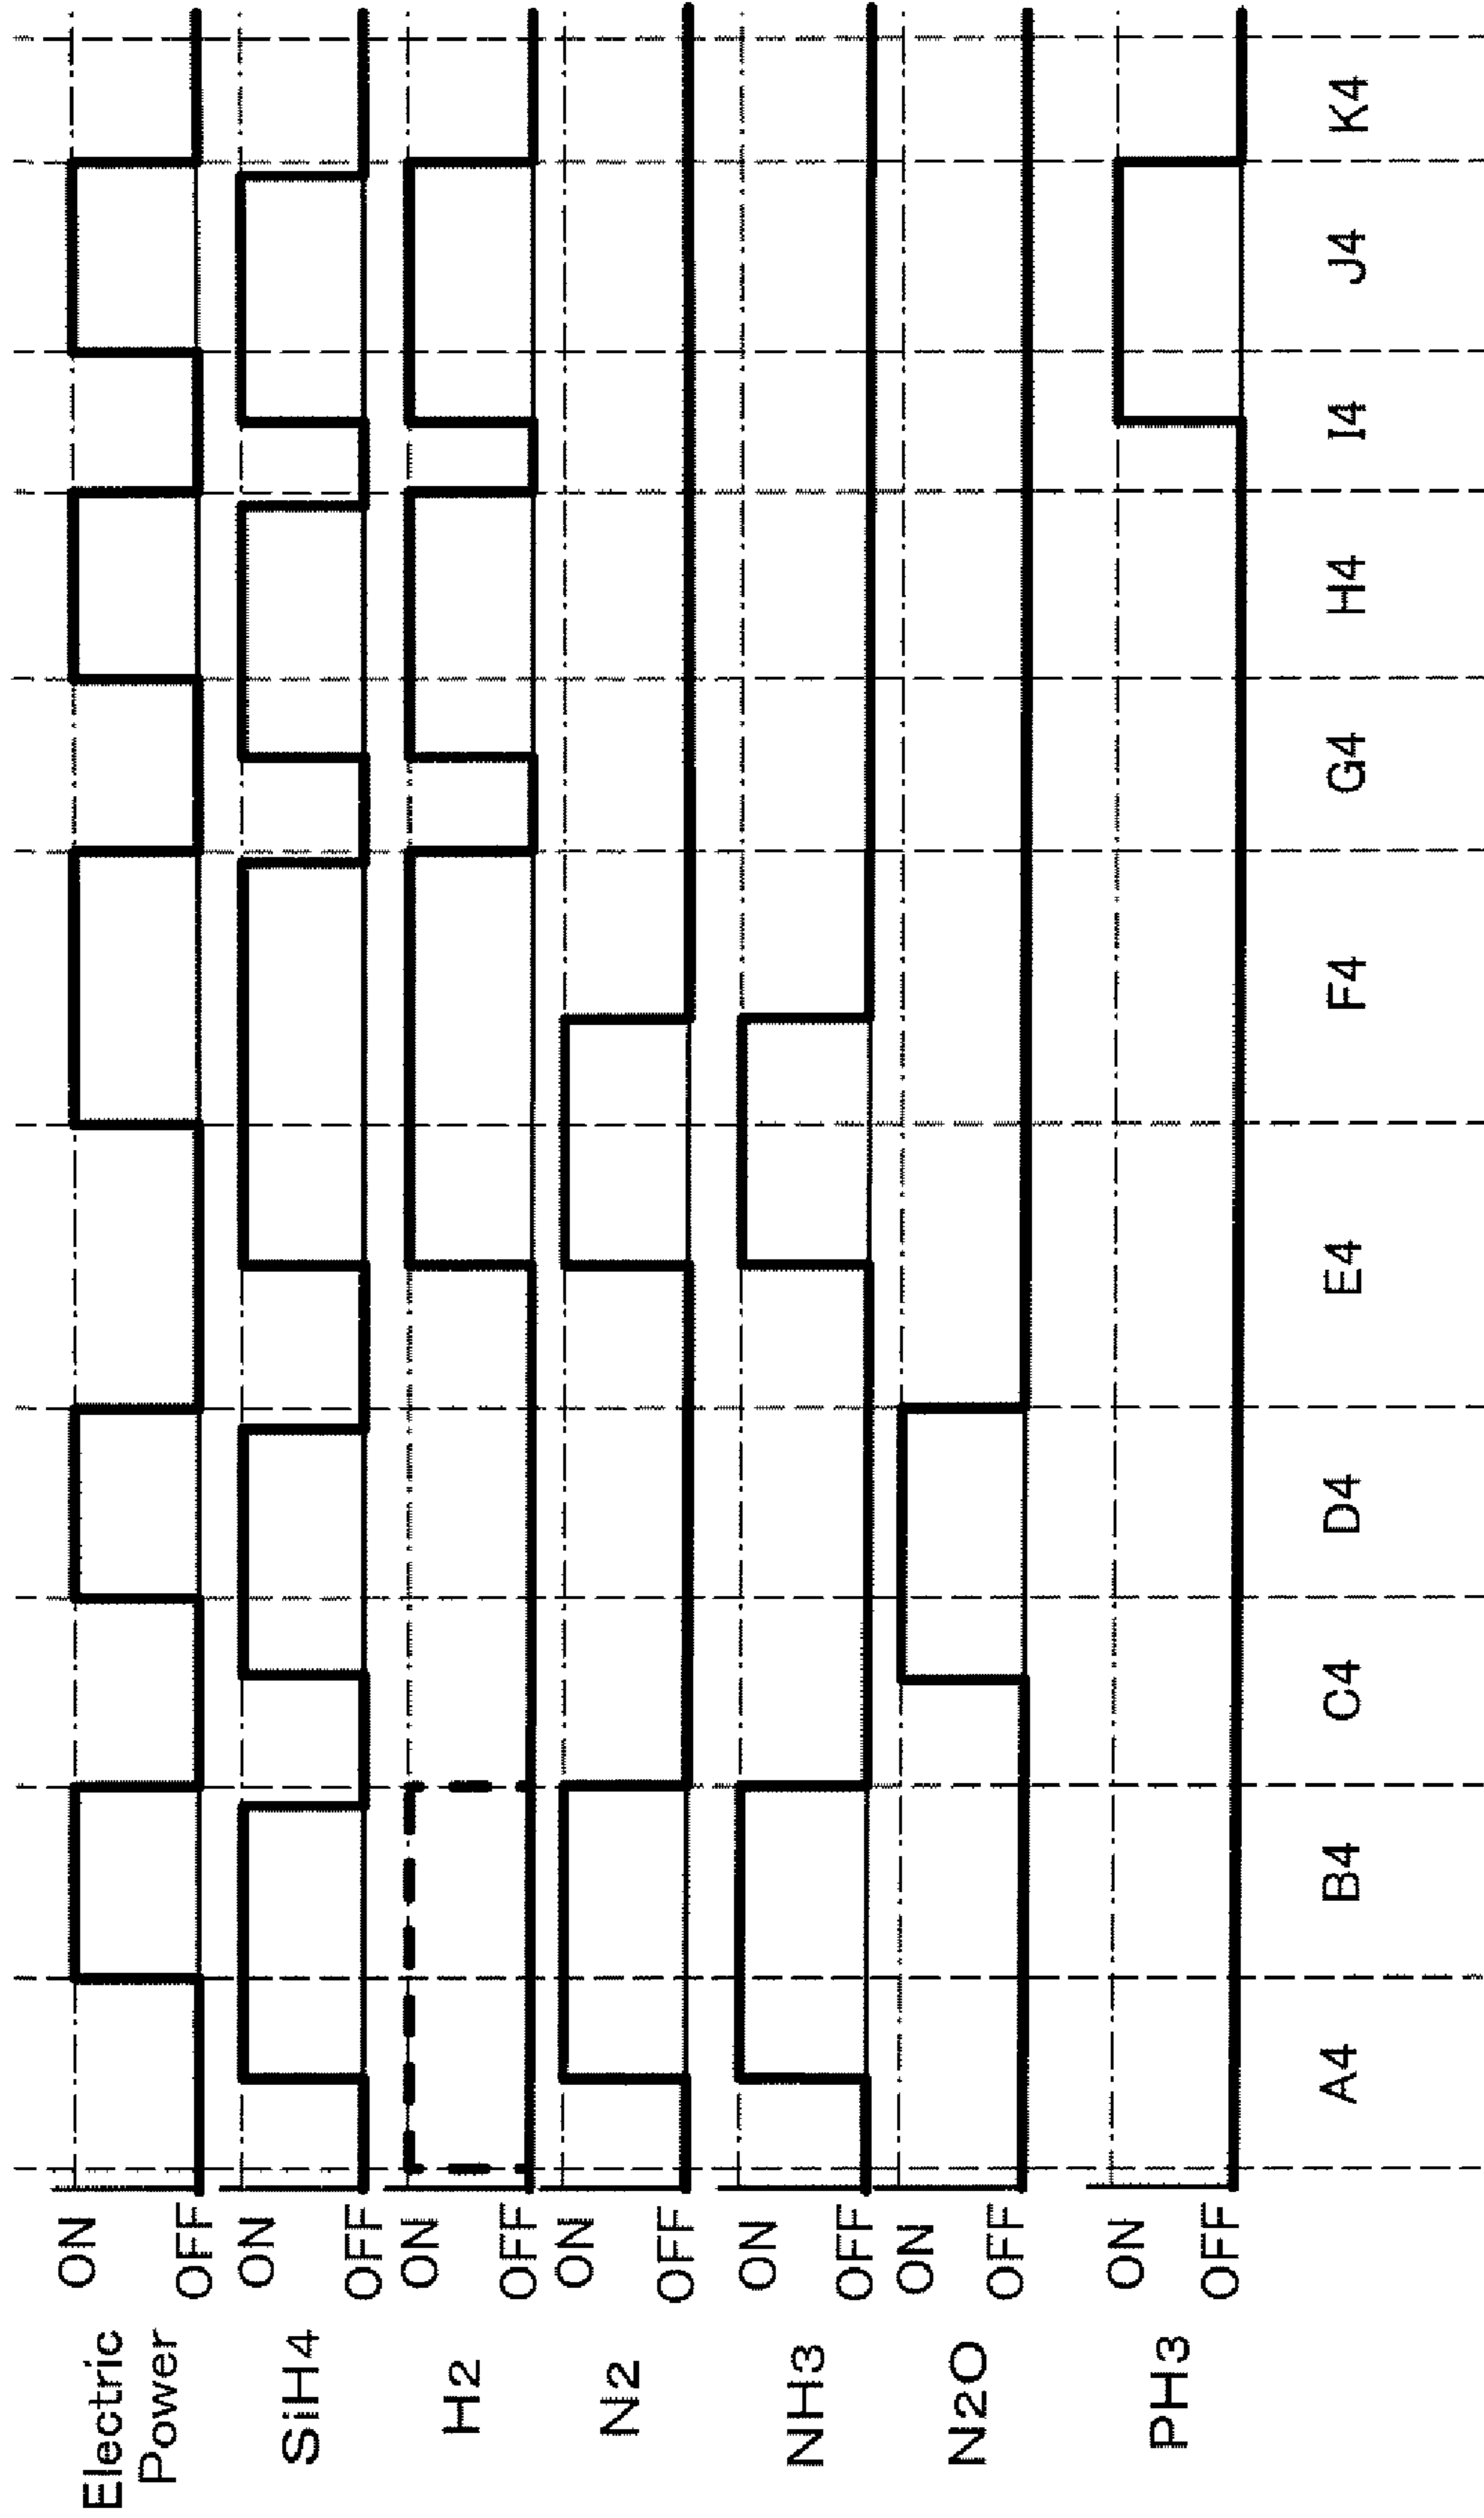 Electric
Power
ON
OFF
SiH4
ON
OFF
H2
ON
OFF
N2
ON
OFF
NH3
ON
OFF
N2O
ON
OFF
PH3
ON
OFF
A4 B4 C4 D4 E4 F4 G4 H4 I4 J4 K4